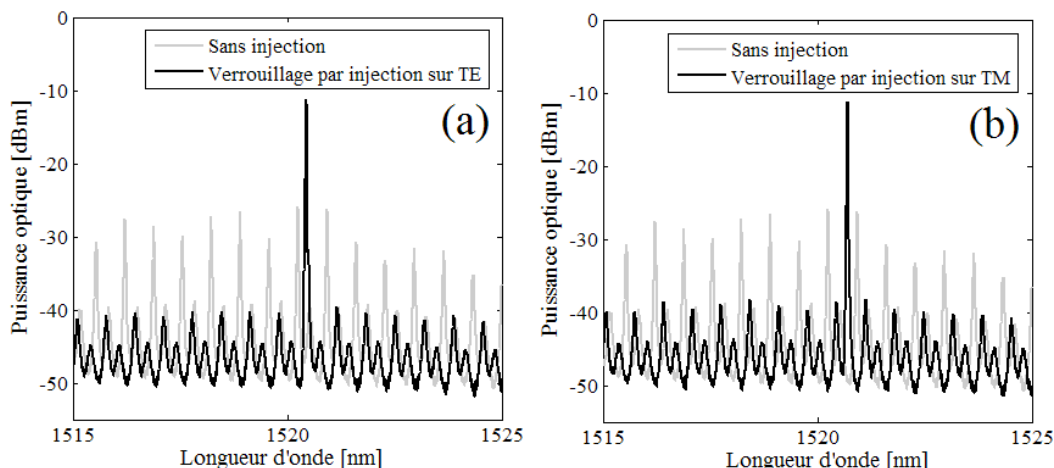 0
-10
-20
-30
-40
-50
Puissance optique [dBm]
Sans injection
Verrouillage par injection sur TE
(a)
1515
1520
1525
Longueur d'onde [nm]
0
-10
-20
-30
-40
-50
Puissance optique [dBm]
Sans injection
Verrouillage par injection sur TM
(b)
1515
1520
1525
Longueur d'onde [nm]